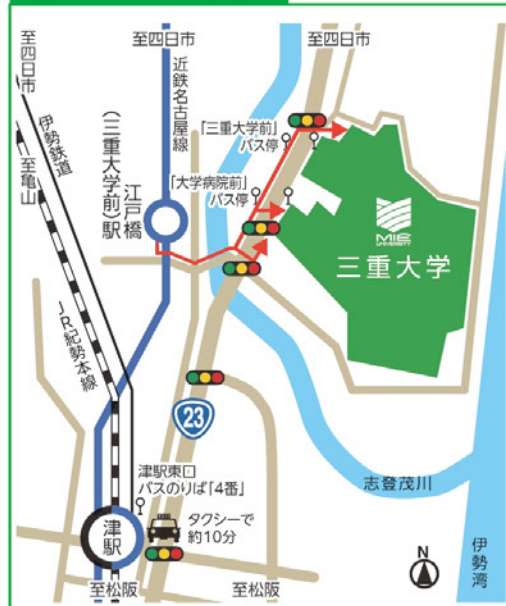 至四日市
至四日市
至四日市
近鉄名古屋線
伊勢鉄道
至亀山
(三重大学前)駅
江戸橋
「三重大学前」
バス停
「大学病院前」
バス停
MIE
UNIVERSITY
三重大学
JR紀勢本線
23
津駅東口
バスのりば「4番」
志登茂川
津駅
タクシーで
約10分
N
伊勢湾
至松阪
至松阪